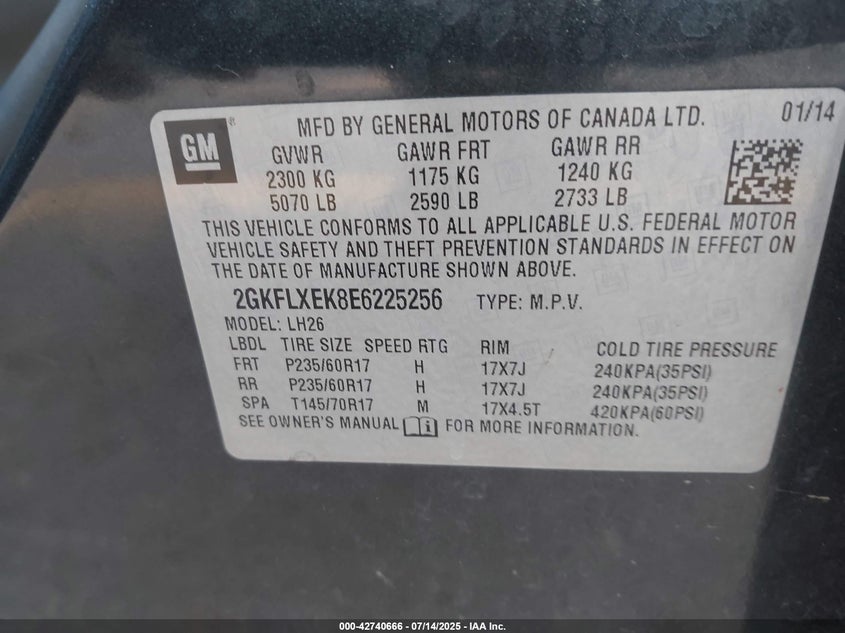 GM
®
MFD BY GENERAL MOTORS OF CANADA LTD. 01/14
GVWR GAWR FRT GAWR RR
2300 KG 1175 KG 1240 KG
5070 LB 2590 LB 2733 LB
THIS VEHICLE CONFORMS TO ALL APPLICABLE U.S. FEDERAL MOTOR
VEHICLE SAFETY AND THEFT PREVENTION STANDARDS IN EFFECT ON
THE DATE OF MANUFACTURE SHOWN ABOVE.
2GKFLXEK8E6225256 TYPE: M.P.V.
MODEL: LH26
LBDL TIRE SIZE SPEED RTG RIM COLD TIRE PRESSURE
FRT P235/60R17 H 17X7J 240KPA(35PSI)
RR P235/60R17 H 17X7J 240KPA(35PSI)
SPA T145/70R17 M 17X4.5T 420KPA(60PSI)
SEE OWNER'S MANUAL i FOR MORE INFORMATION.
000-42740666 - 07/14/2025 - IAA Inc.